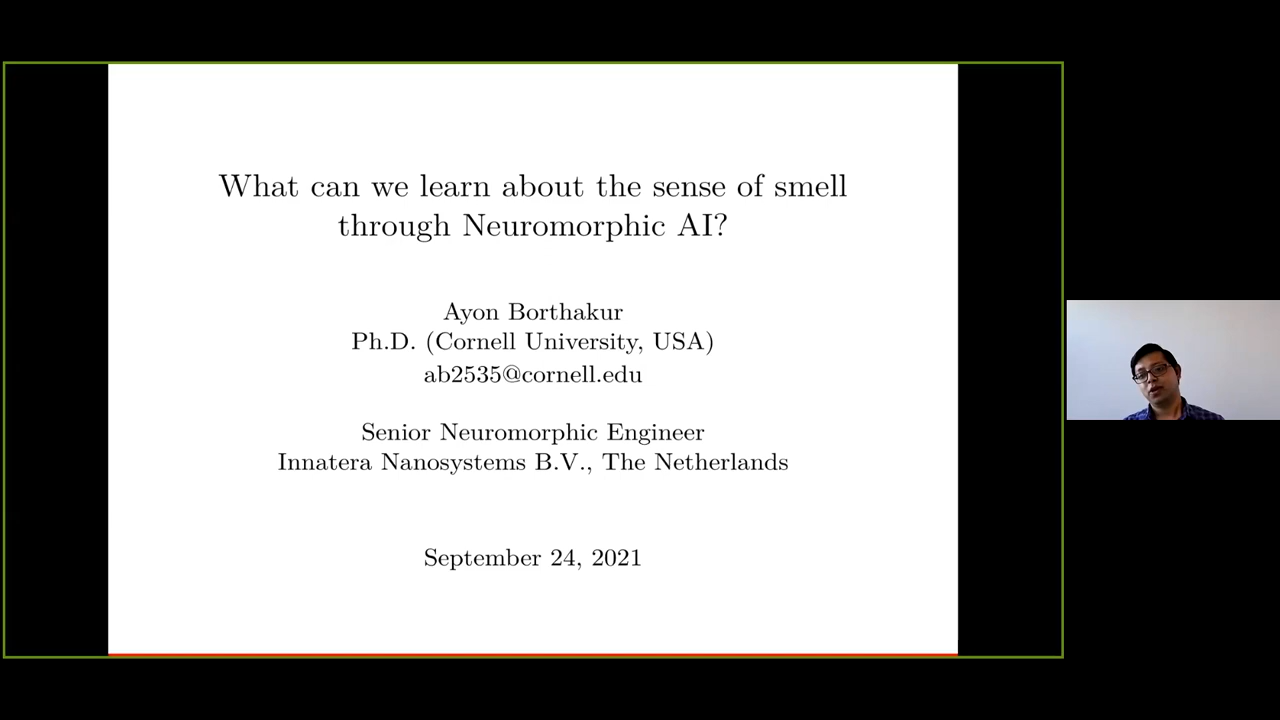 What can we learn about the sense of smell
through Neuromorphic AI?
Ayon Borthakur
Ph.D. (Cornell University, USA)
ab2535@cornell.edu
Senior Neuromorphic Engineer
Innatera Nanosystems B.V., The Netherlands
September 24, 2021